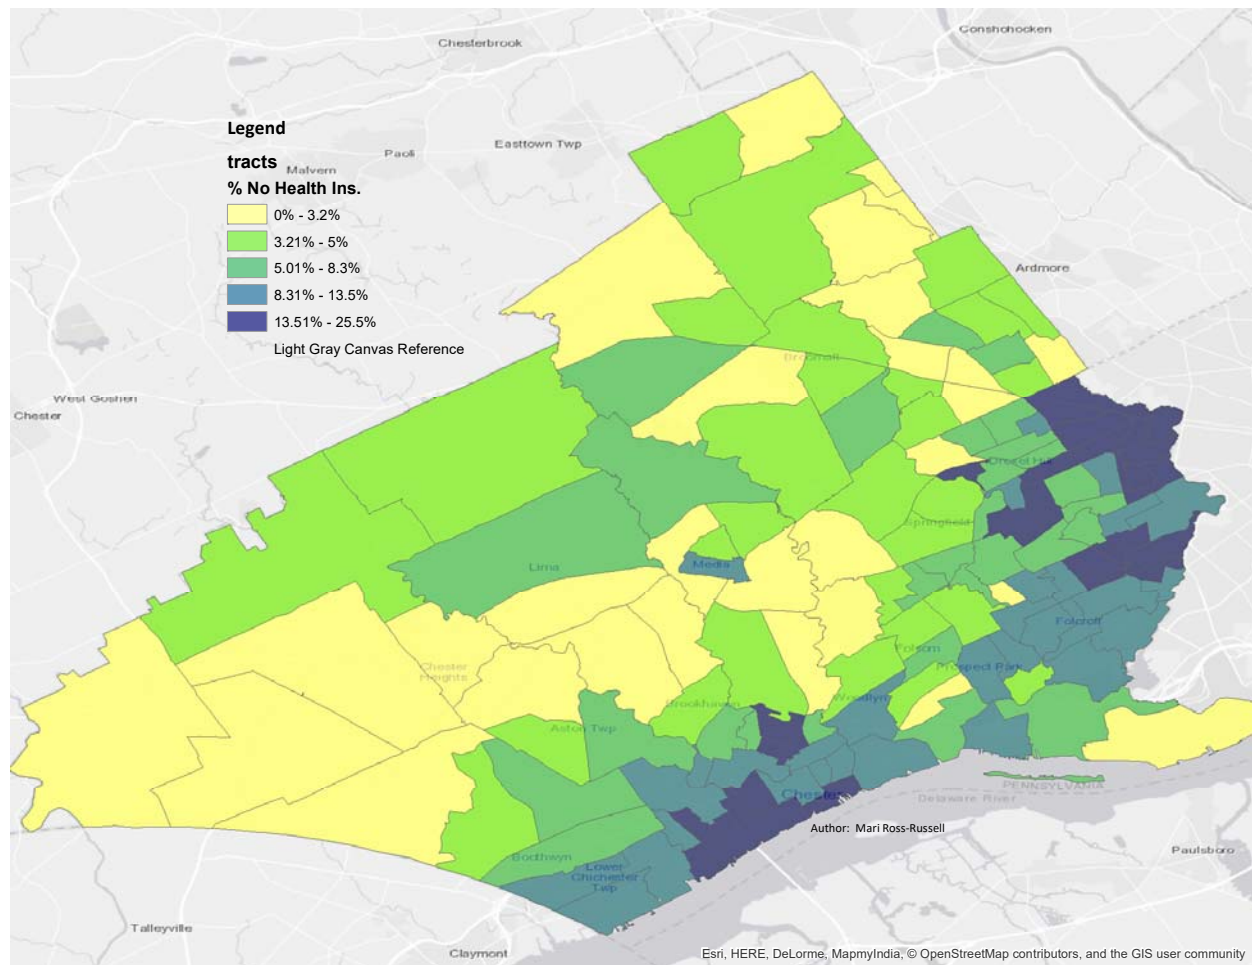 Conshohocken
Chesterbrook
Legend
tracts
Malvern
Paoli
Easttown Twp
% No Health Ins.
0% - 3.2%
3.21% - 5%
5.01% - 8.3%
8.31% - 13.5%
13.51% - 25.5%
Light Gray Canvas Reference
Ardmore
Broomall
West Goshen
Chester
Drexel Hill
Springfield
Media
Lima
Folcroft
Folsom
Prospect Park
Chester
Heights
Woodlyn
Brookhaven
Aston Twp
PENNSYLVANIA
Chester
Delaware River
Author: Mari Ross-Russell
Paulsboro
Boothwyn
Lower
Chichester
Twp
Talleyville
Claymont
Esri, HERE, DeLorme, MapmyIndia, © OpenStreetMap contributors, and the GIS user community